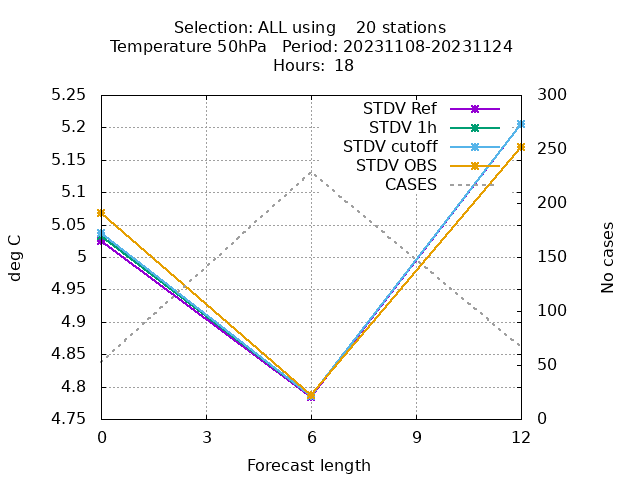 Selection: ALL using    20 stations
Temperature 50hPa   Period: 20231108-20231124
Hours:  18
5.25
5.2
5.15
5.1
5.05
5
4.95
4.9
4.85
4.8
4.75
deg C
STDV Ref
STDV 1h
STDV cutoff
STDV OBS
CASES
300
250
200
150
100
50
0
No cases
0 3 6 9 12
Forecast length